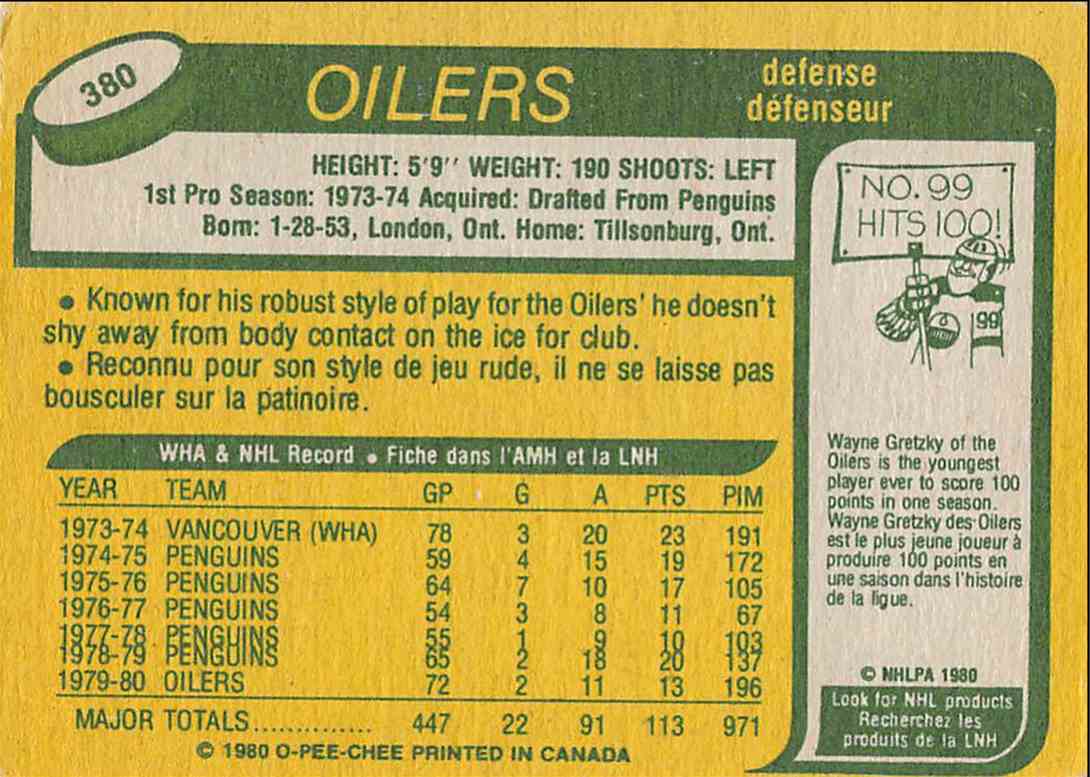 380
OILERS
defense
défenseur
HEIGHT: 5'9'' WEIGHT: 190 SHOOTS: LEFT
1st Pro Season: 1973-74 Acquired: Drafted From Penguins
Born: 1-28-53, London, Ont. Home: Tillsonburg, Ont.
• Known for his robust style of play for the Oilers' he doesn't
shy away from body contact on the ice for club.
• Reconnu pour son style de jeu rude, il ne se laisse pas
bousculer sur la patinoire.
WHA & NHL Record • Fiche dans l'AMH et la LNH
YEAR TEAM GP G A PTS PIM
1973-74 VANCOUVER (WHA) 78 3 20 23 191
1974-75 PENGUINS 59 4 15 19 172
1975-76 PENGUINS 64 7 10 17 105
1976-77 PENGUINS 54 3 8 11 67
1977-78 PENGUINS 55 1 9 10 103
1978-79 PENGUINS 65 2 18 20 137
1979-80 OILERS 72 2 11 13 196
MAJOR TOTALS.............. 447 22 91 113 971
© 1980 O-PEE-CHEE PRINTED IN CANADA
NO. 99
HITS 100!
99
Wayne Gretzky of the
Oilers is the youngest
player ever to score 100
points in one season.
Wayne Gretzky des Oilers
est le plus jeune joueur à
produire 100 points en
une saison dans l'histoire
de la ligue.
© NHLPA 1980
Look for NHL products
Recherchez les
produits de la LNH